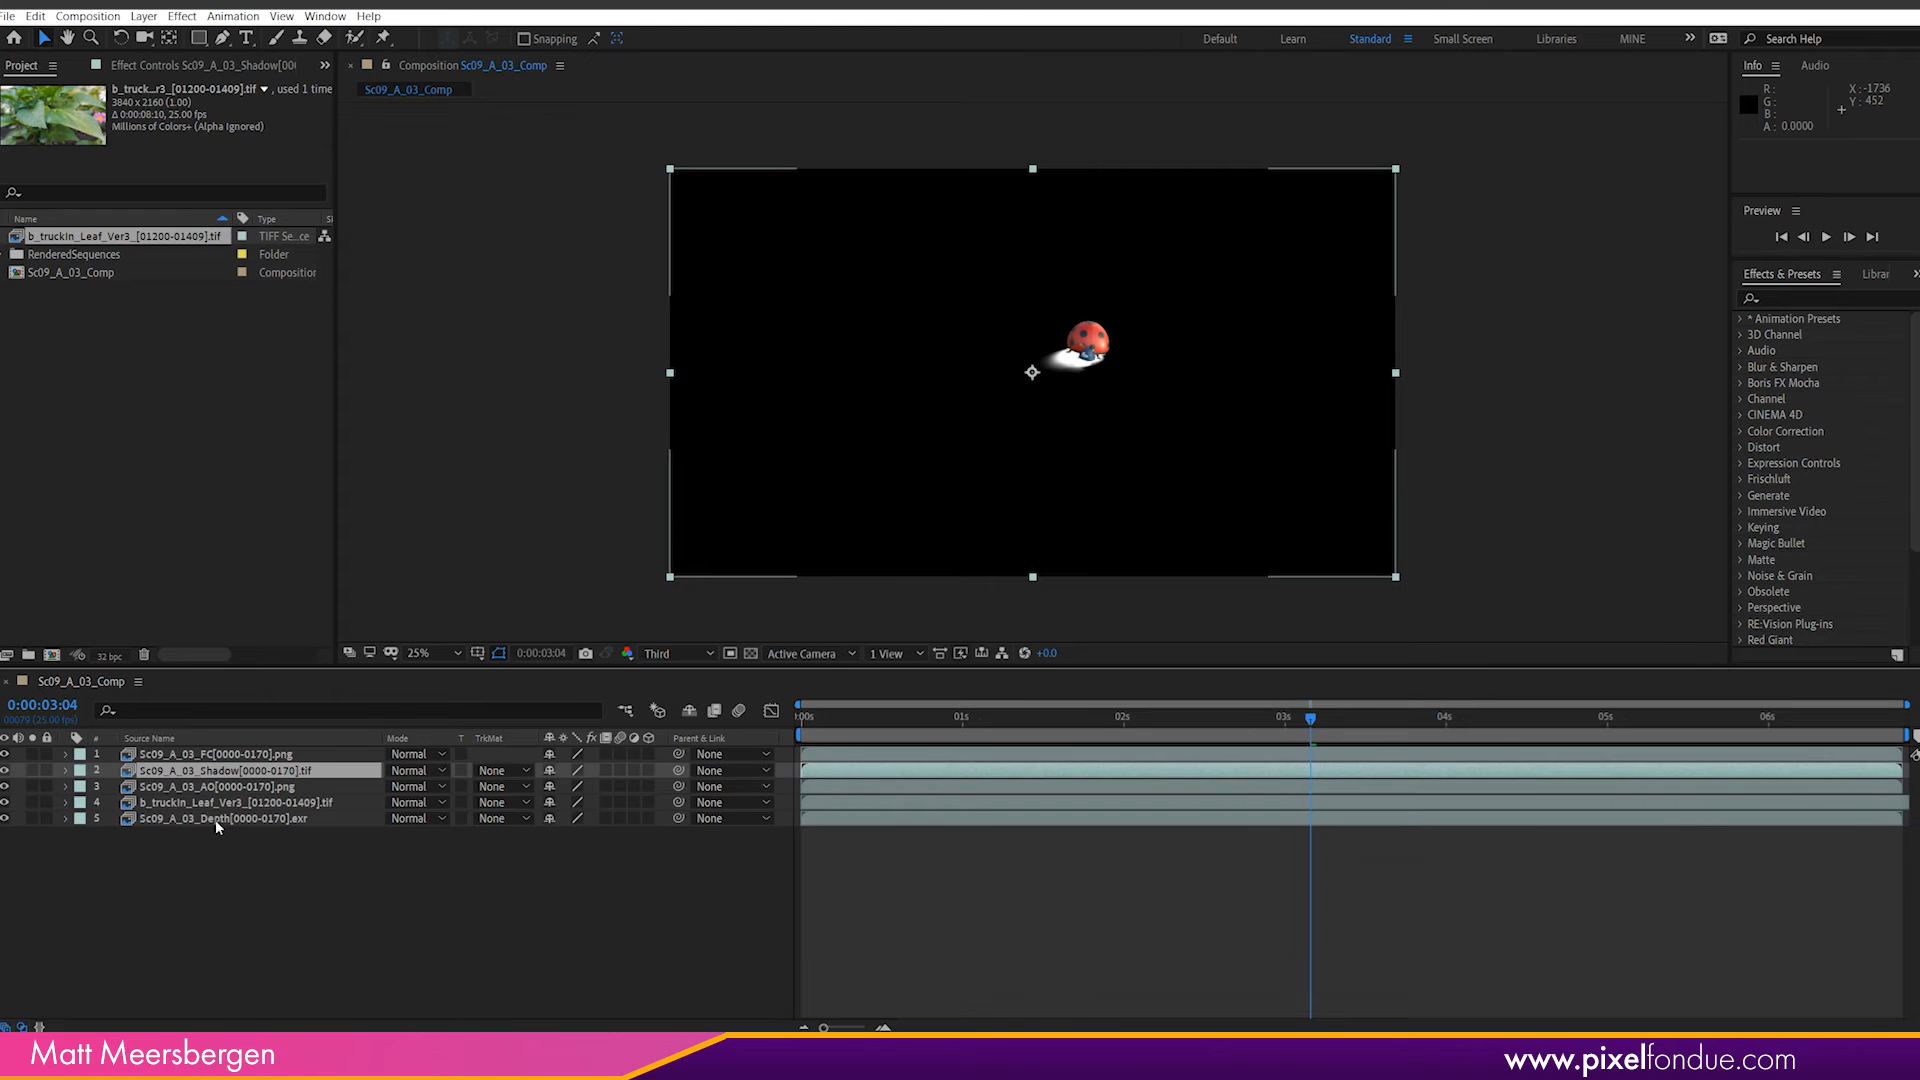 File Edit Composition Layer Effect Animation View Window Help
Snapping Default Learn Standard Small Screen Libraries MINE Search Help
Project Effect Controls Sc09_A_03_Shadow[00(
b_truck...r3_[01200-01409].tif , used 1 time
3840 x 2160 (1.00)
Δ 0:00:08:10, 25.00 fps
Millions of Colors+ (Alpha Ignored)
Name Type
b_truckIn_Leaf_Ver3_[01200-01409].tif TIFF Se...ce
RenderedSequences Folder
Sc09_A_03_Comp Composition
32 bpc
Composition Sc09_A_03_Comp
Sc09_A_03_Comp
25% 0:00:03:04 Third Active Camera 1 View +0.0
Info Audio
R: X: -1736
G: Y: 452
B:
A: 0.0000
Preview
Effects & Presets Librar
* Animation Presets
3D Channel
Audio
Blur & Sharpen
Boris FX Mocha
Channel
CINEMA 4D
Color Correction
Distort
Expression Controls
Frischluft
Generate
Immersive Video
Keying
Magic Bullet
Matte
Noise & Grain
Obsolete
Perspective
RE:Vision Plug-ins
Red Giant
Sc09_A_03_Comp
0:00:03:04
00079 (25.00 fps)
:00s 01s 02s 03s 04s 05s 06s
# Source Name Mode T TrkMat fx Parent & Link
1 Sc09_A_03_FC[0000-0170].png Normal None
2 Sc09_A_03_Shadow[0000-0170].tif Normal None None
3 Sc09_A_03_AO[0000-0170].png Normal None None
4 b_truckIn_Leaf_Ver3_[01200-01409].tif Normal None None
5 Sc09_A_03_Depth[0000-0170].exr Normal None None
Matt Meersbergen
www.pixelfondue.com